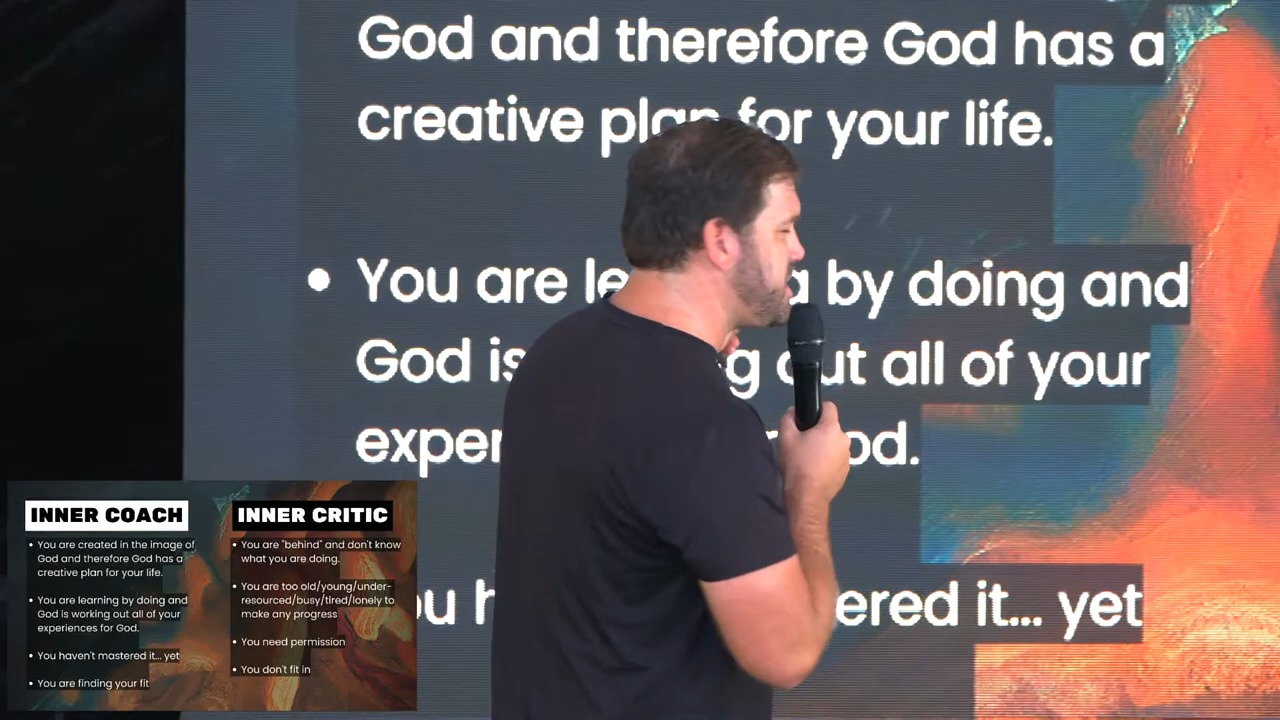 God and therefore God has a
creative plan for your life.
• You are le a by doing and
God is g out all of your
exper od.
ou h ered it... yet
INNER COACH
• You are created in the image of
God and therefore God has a
creative plan for your life.
• You are learning by doing and
God is working out all of your
experiences for God.
• You haven't mastered it... yet
• You are finding your fit
INNER CRITIC
• You are "behind" and don't know
what you are doing.
• You are too old/young/under-
resourced/busy/tired/lonely to
make any progress
• You need permission
• You don't fit in